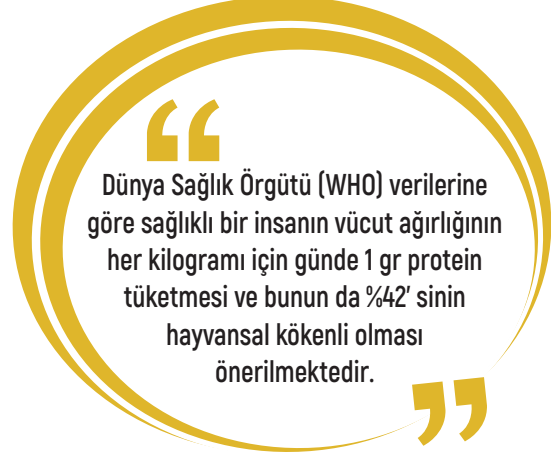 “
Dünya Sağlık Örgütü (WHO) verilerine
göre sağlıklı bir insanın vücut ağırlığının
her kilogramı için günde 1 gr protein
tüketmesi ve bunun da %42’ sinin
hayvansal kökenli olması
önerilmektedir.
”